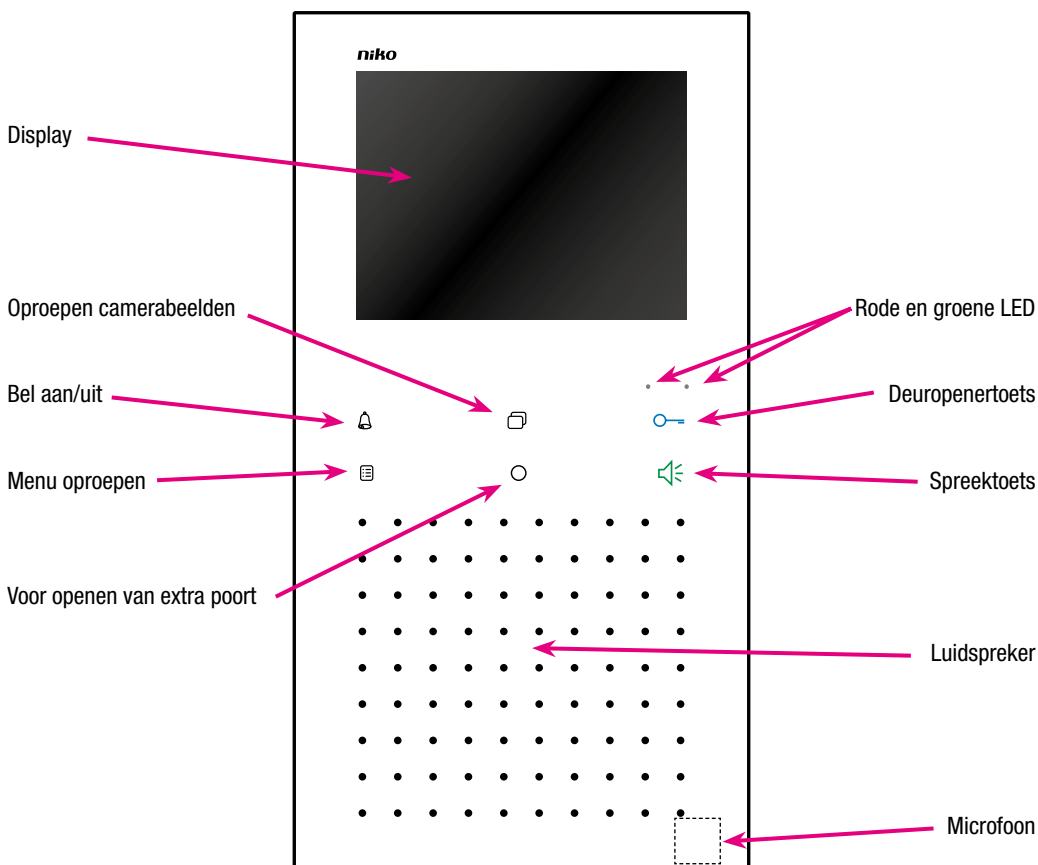 niko
Display
Oproepen camerabeelden
Rode en groene LED
Bel aan/uit
Deuropenertoets
Menu oproepen
Spreektoets
Voor openen van extra poort
Luidspreker
Microfoon